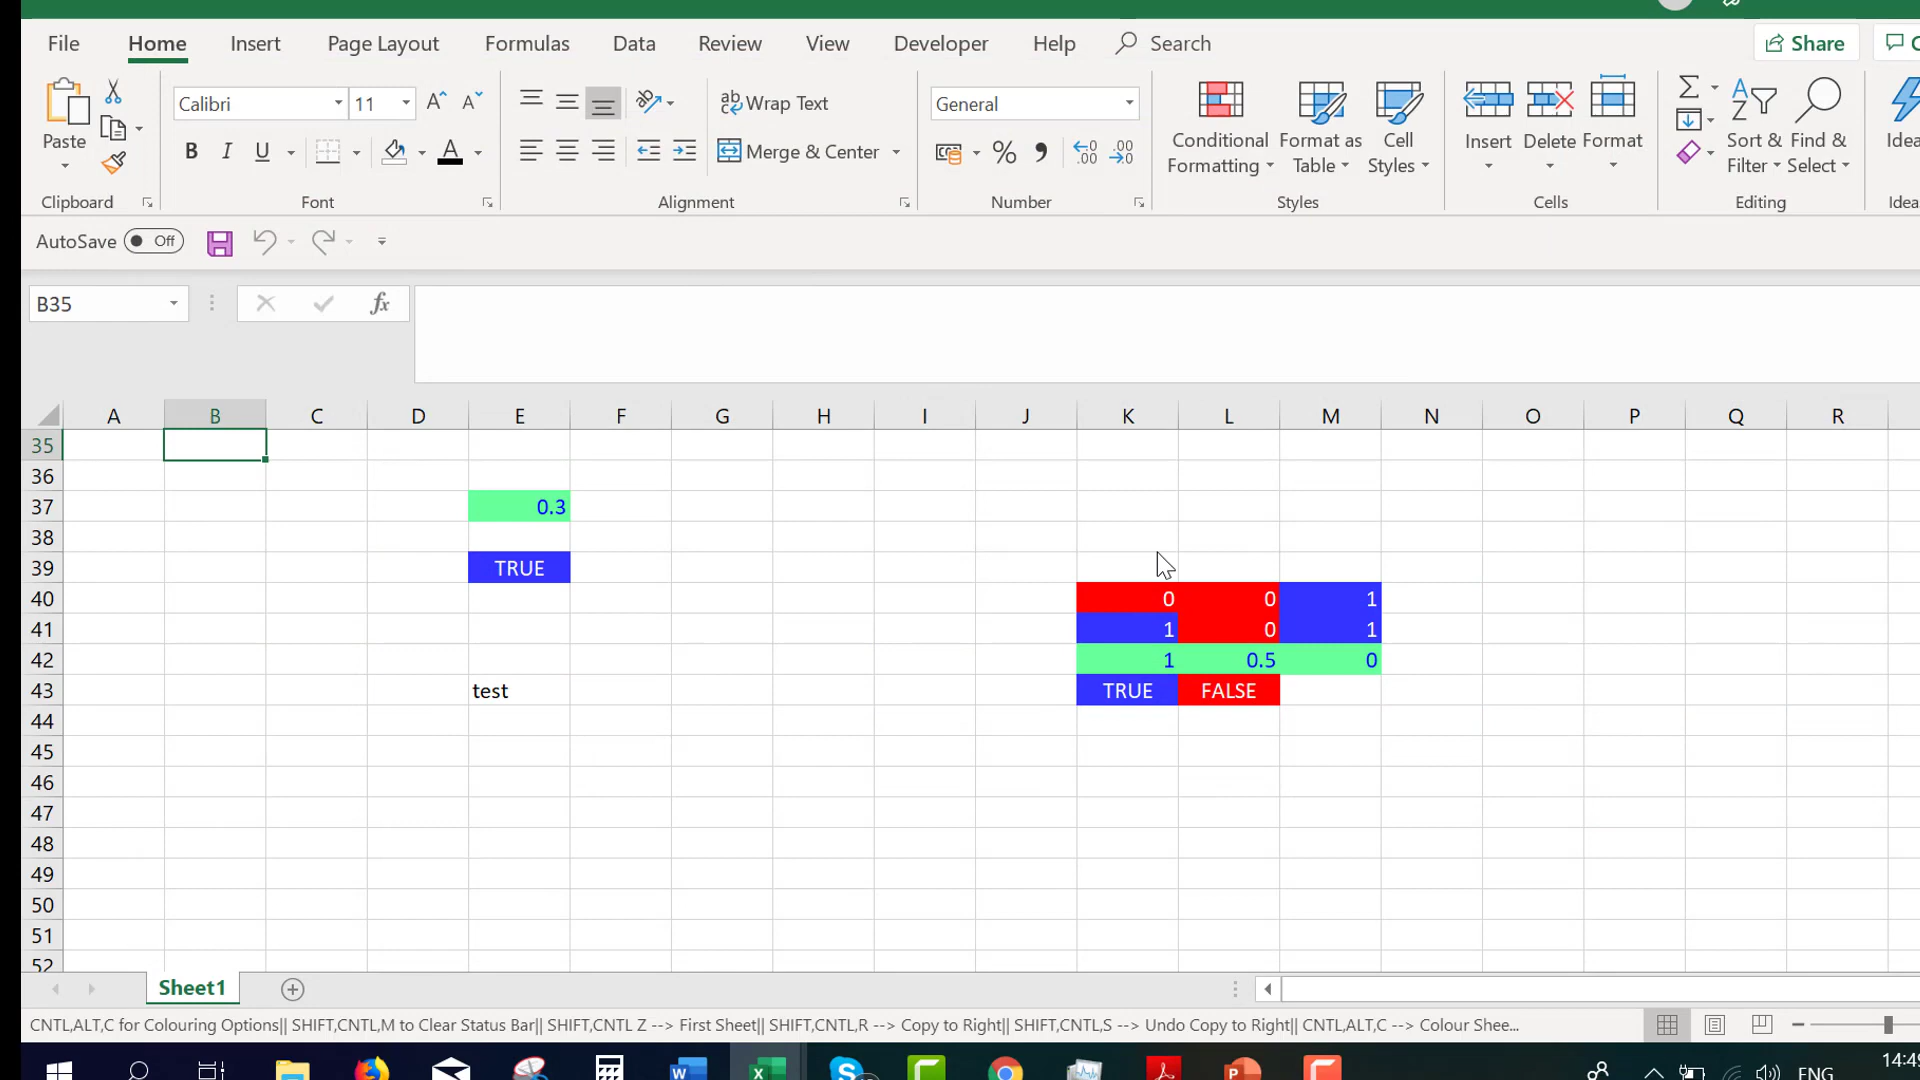 File Home Insert Page Layout Formulas Data Review View Developer Help Search Share
Calibri 11 Wrap Text General
Paste Conditional Formatting Format as Table Cell Styles Insert Delete Format Sort & Filter Find & Select
B I U Merge & Center % 
Clipboard Font Alignment Number Styles Cells Editing
AutoSave Off
B35 fx
A B C D E F G H I J K L M N O P Q R
35
36
37 0.3
38
39 TRUE
40 0 0 1
41 1 0 1
42 1 0.5 0
43 test TRUE FALSE
44
45
46
47
48
49
50
51
52
Sheet1
CNTL,ALT,C for Colouring Options|| SHIFT,CNTL,M to Clear Status Bar|| SHIFT,CNTL Z --> First Sheet|| SHIFT,CNTL,R --> Copy to Right|| SHIFT,CNTL,S --> Undo Copy to Right|| CNTL,ALT,C --> Colour Shee...
ENG